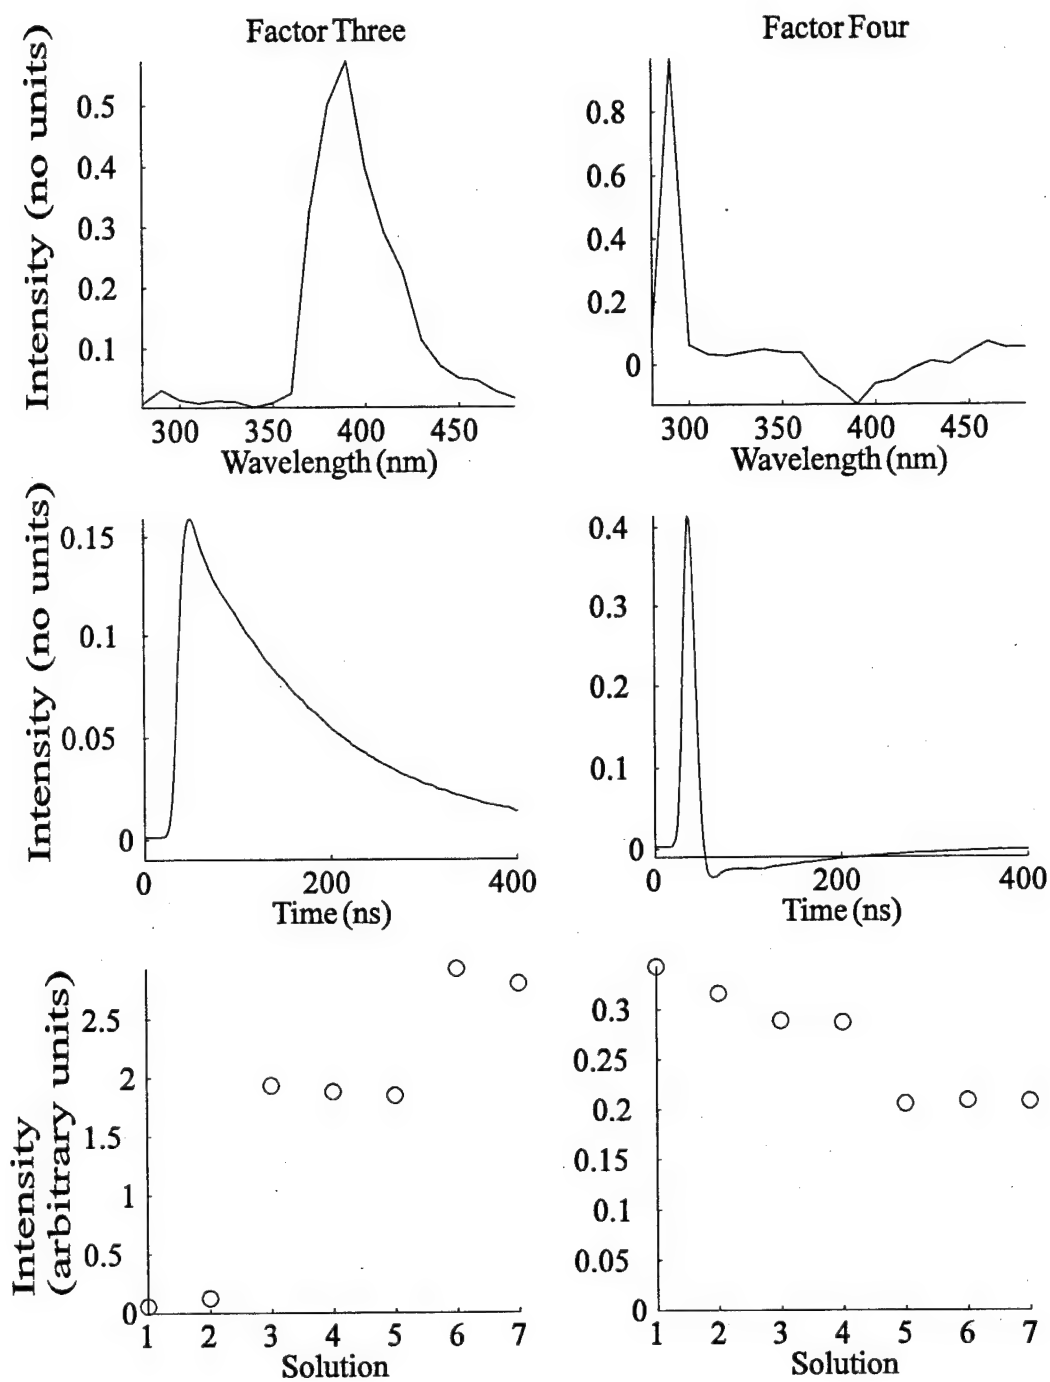 Factor Three
Factor Four
Intensity (no units)
0.5
0.4
0.3
0.2
0.1
300 350 400 450
Wavelength (nm)
0.8
0.6
0.4
0.2
0
300 350 400 450
Wavelength (nm)
Intensity (no units)
0.15
0.1
0.05
0
0 200 400
Time (ns)
0.4
0.3
0.2
0.1
0
0 200 400
Time (ns)
Intensity
(arbitrary units)
2.5
2
1.5
1
0.5
0
1 2 3 4 5 6 7
Solution
0.3
0.25
0.2
0.15
0.1
0.05
0
1 2 3 4 5 6 7
Solution